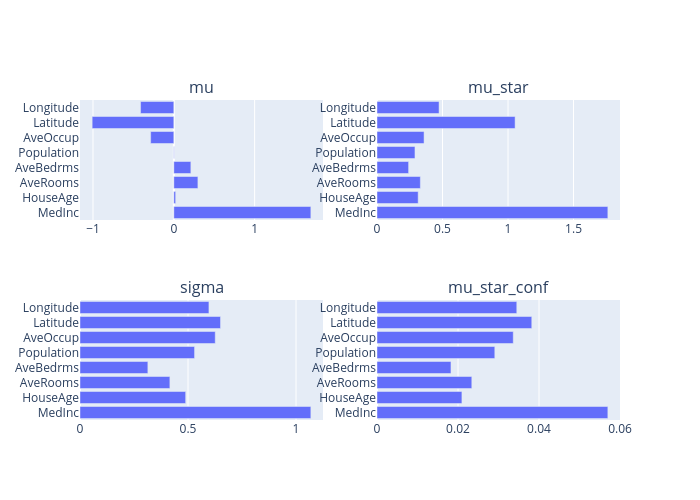 mu
Longitude
Latitude
AveOccup
Population
AveBedrms
AveRooms
HouseAge
MedInc
−1 0 1
mu_star
Longitude
Latitude
AveOccup
Population
AveBedrms
AveRooms
HouseAge
MedInc
0 0.5 1 1.5
sigma
Longitude
Latitude
AveOccup
Population
AveBedrms
AveRooms
HouseAge
MedInc
0 0.5 1
mu_star_conf
Longitude
Latitude
AveOccup
Population
AveBedrms
AveRooms
HouseAge
MedInc
0 0.02 0.04 0.06